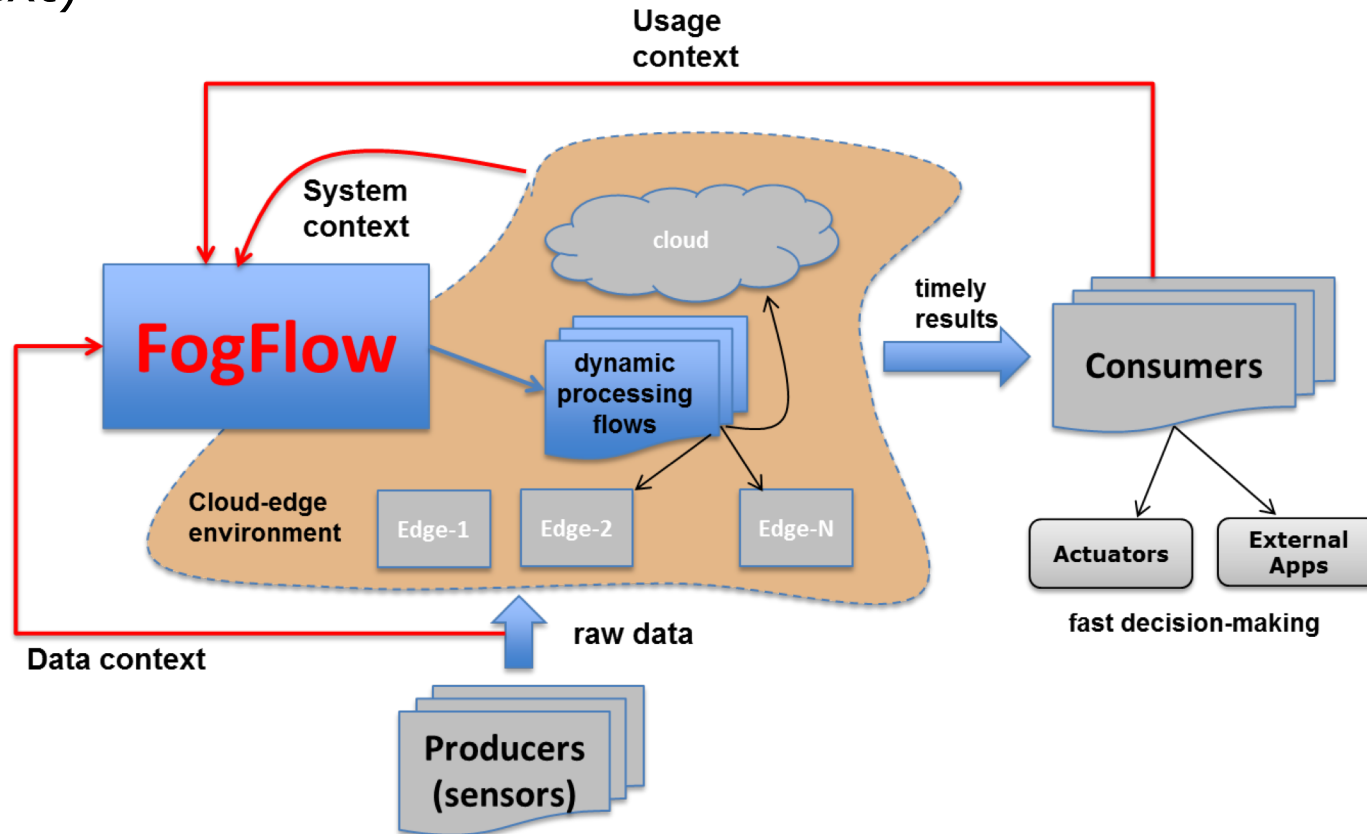 Usage
context
System
context
cloud
FogFlow
timely
results
dynamic
processing
flows
Consumers
Cloud-edge
environment
Edge-1
Edge-2
Edge-N
Actuators
External
Apps
fast decision-making
raw data
Data context
Producers
(sensors)